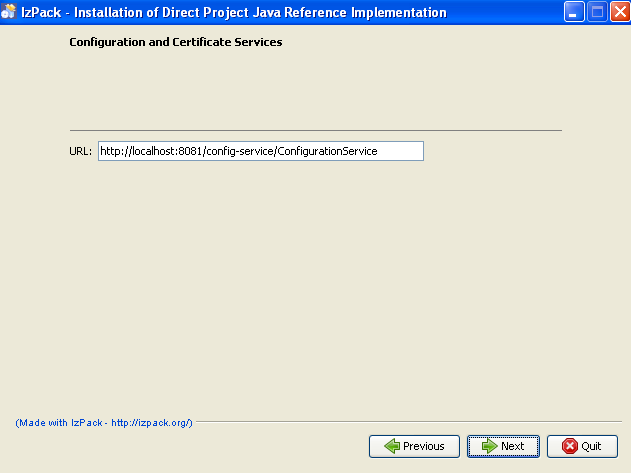 IzPack - Installation of Direct Project Java Reference Implementation
Configuration and Certificate Services
URL: http://localhost:8081/config-service/ConfigurationService
(Made with IzPack - http://izpack.org/)
Previous Next Quit